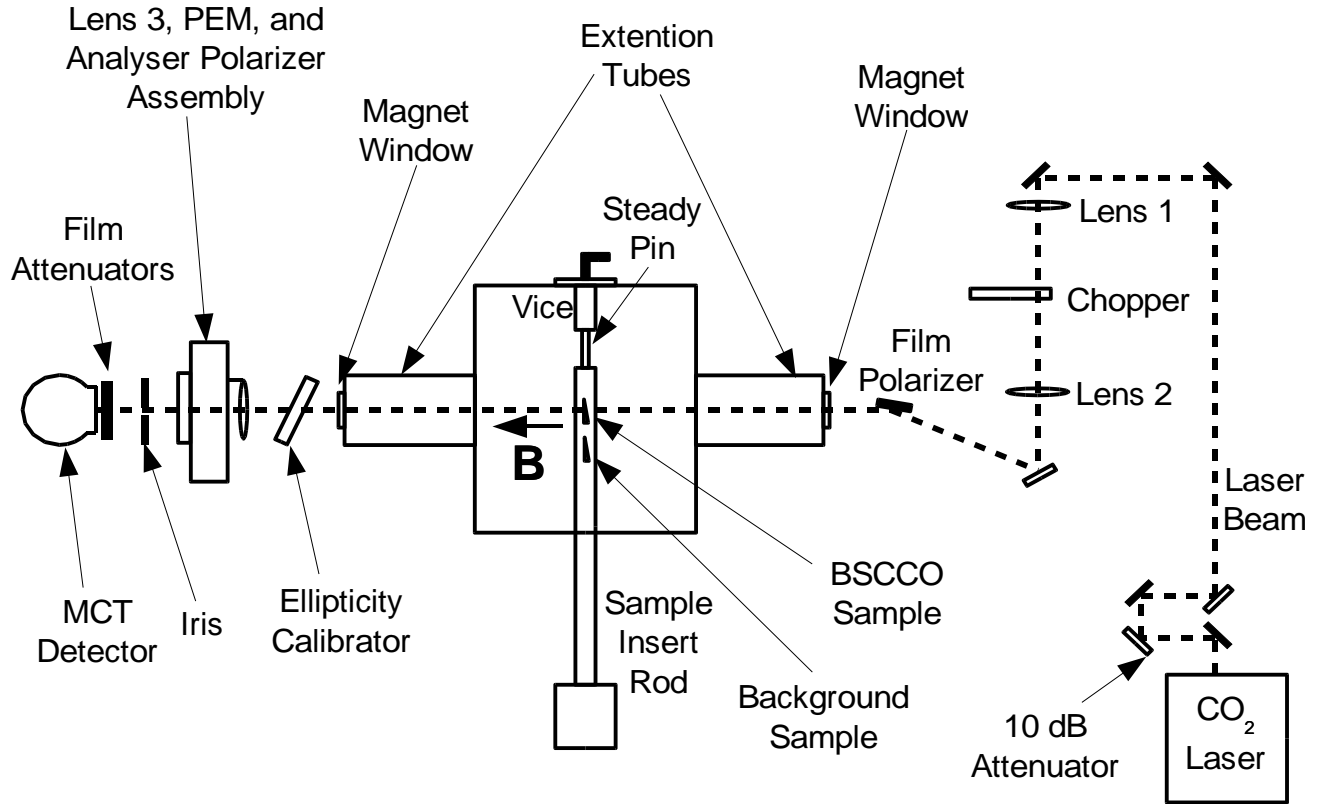 Lens 3, PEM, and
Analyser Polarizer
Assembly
Extention
Tubes
Magnet
Window
Magnet
Window
Steady
Pin
Lens 1
Film
Attenuators
Vice
Chopper
Film
Polarizer
Lens 2
B
Laser
Beam
MCT
Detector
Iris
Ellipticity
Calibrator
Sample
Insert
Rod
BSCCO
Sample
Background
Sample
10 dB
Attenuator
CO₂
Laser